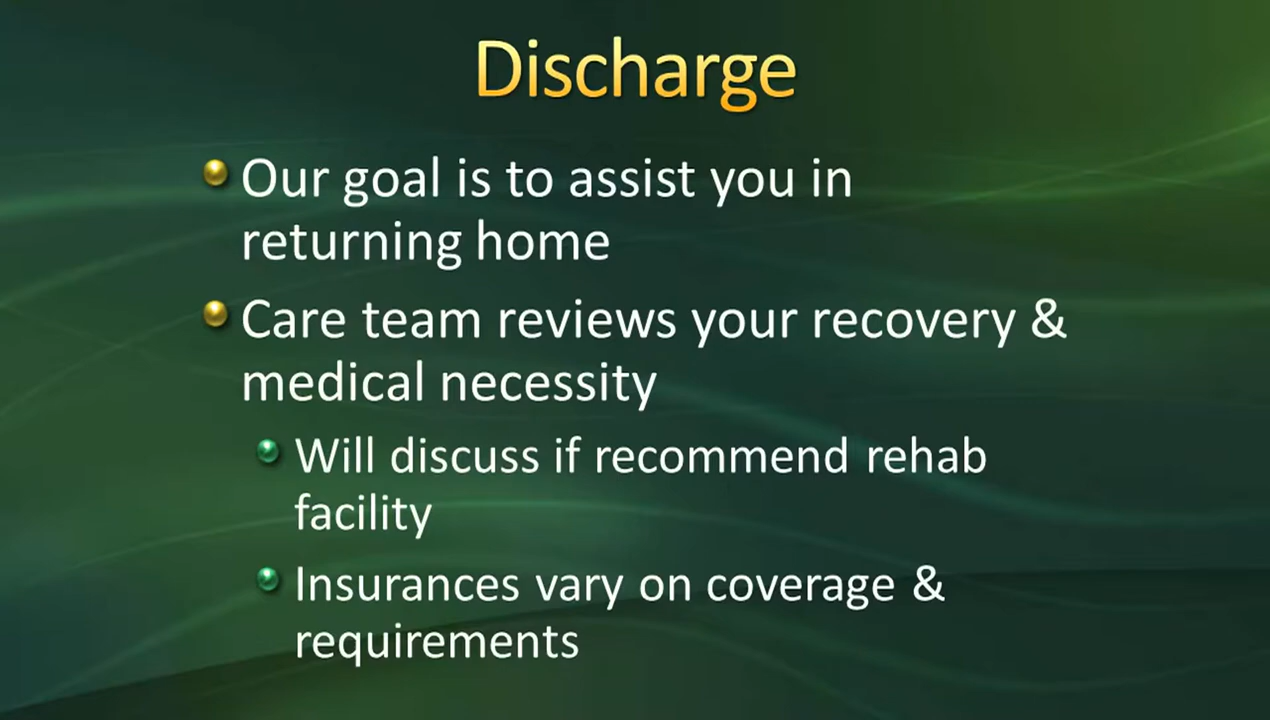 Discharge
Our goal is to assist you in
returning home
Care team reviews your recovery &
medical necessity
Will discuss if recommend rehab
facility
Insurances vary on coverage &
requirements